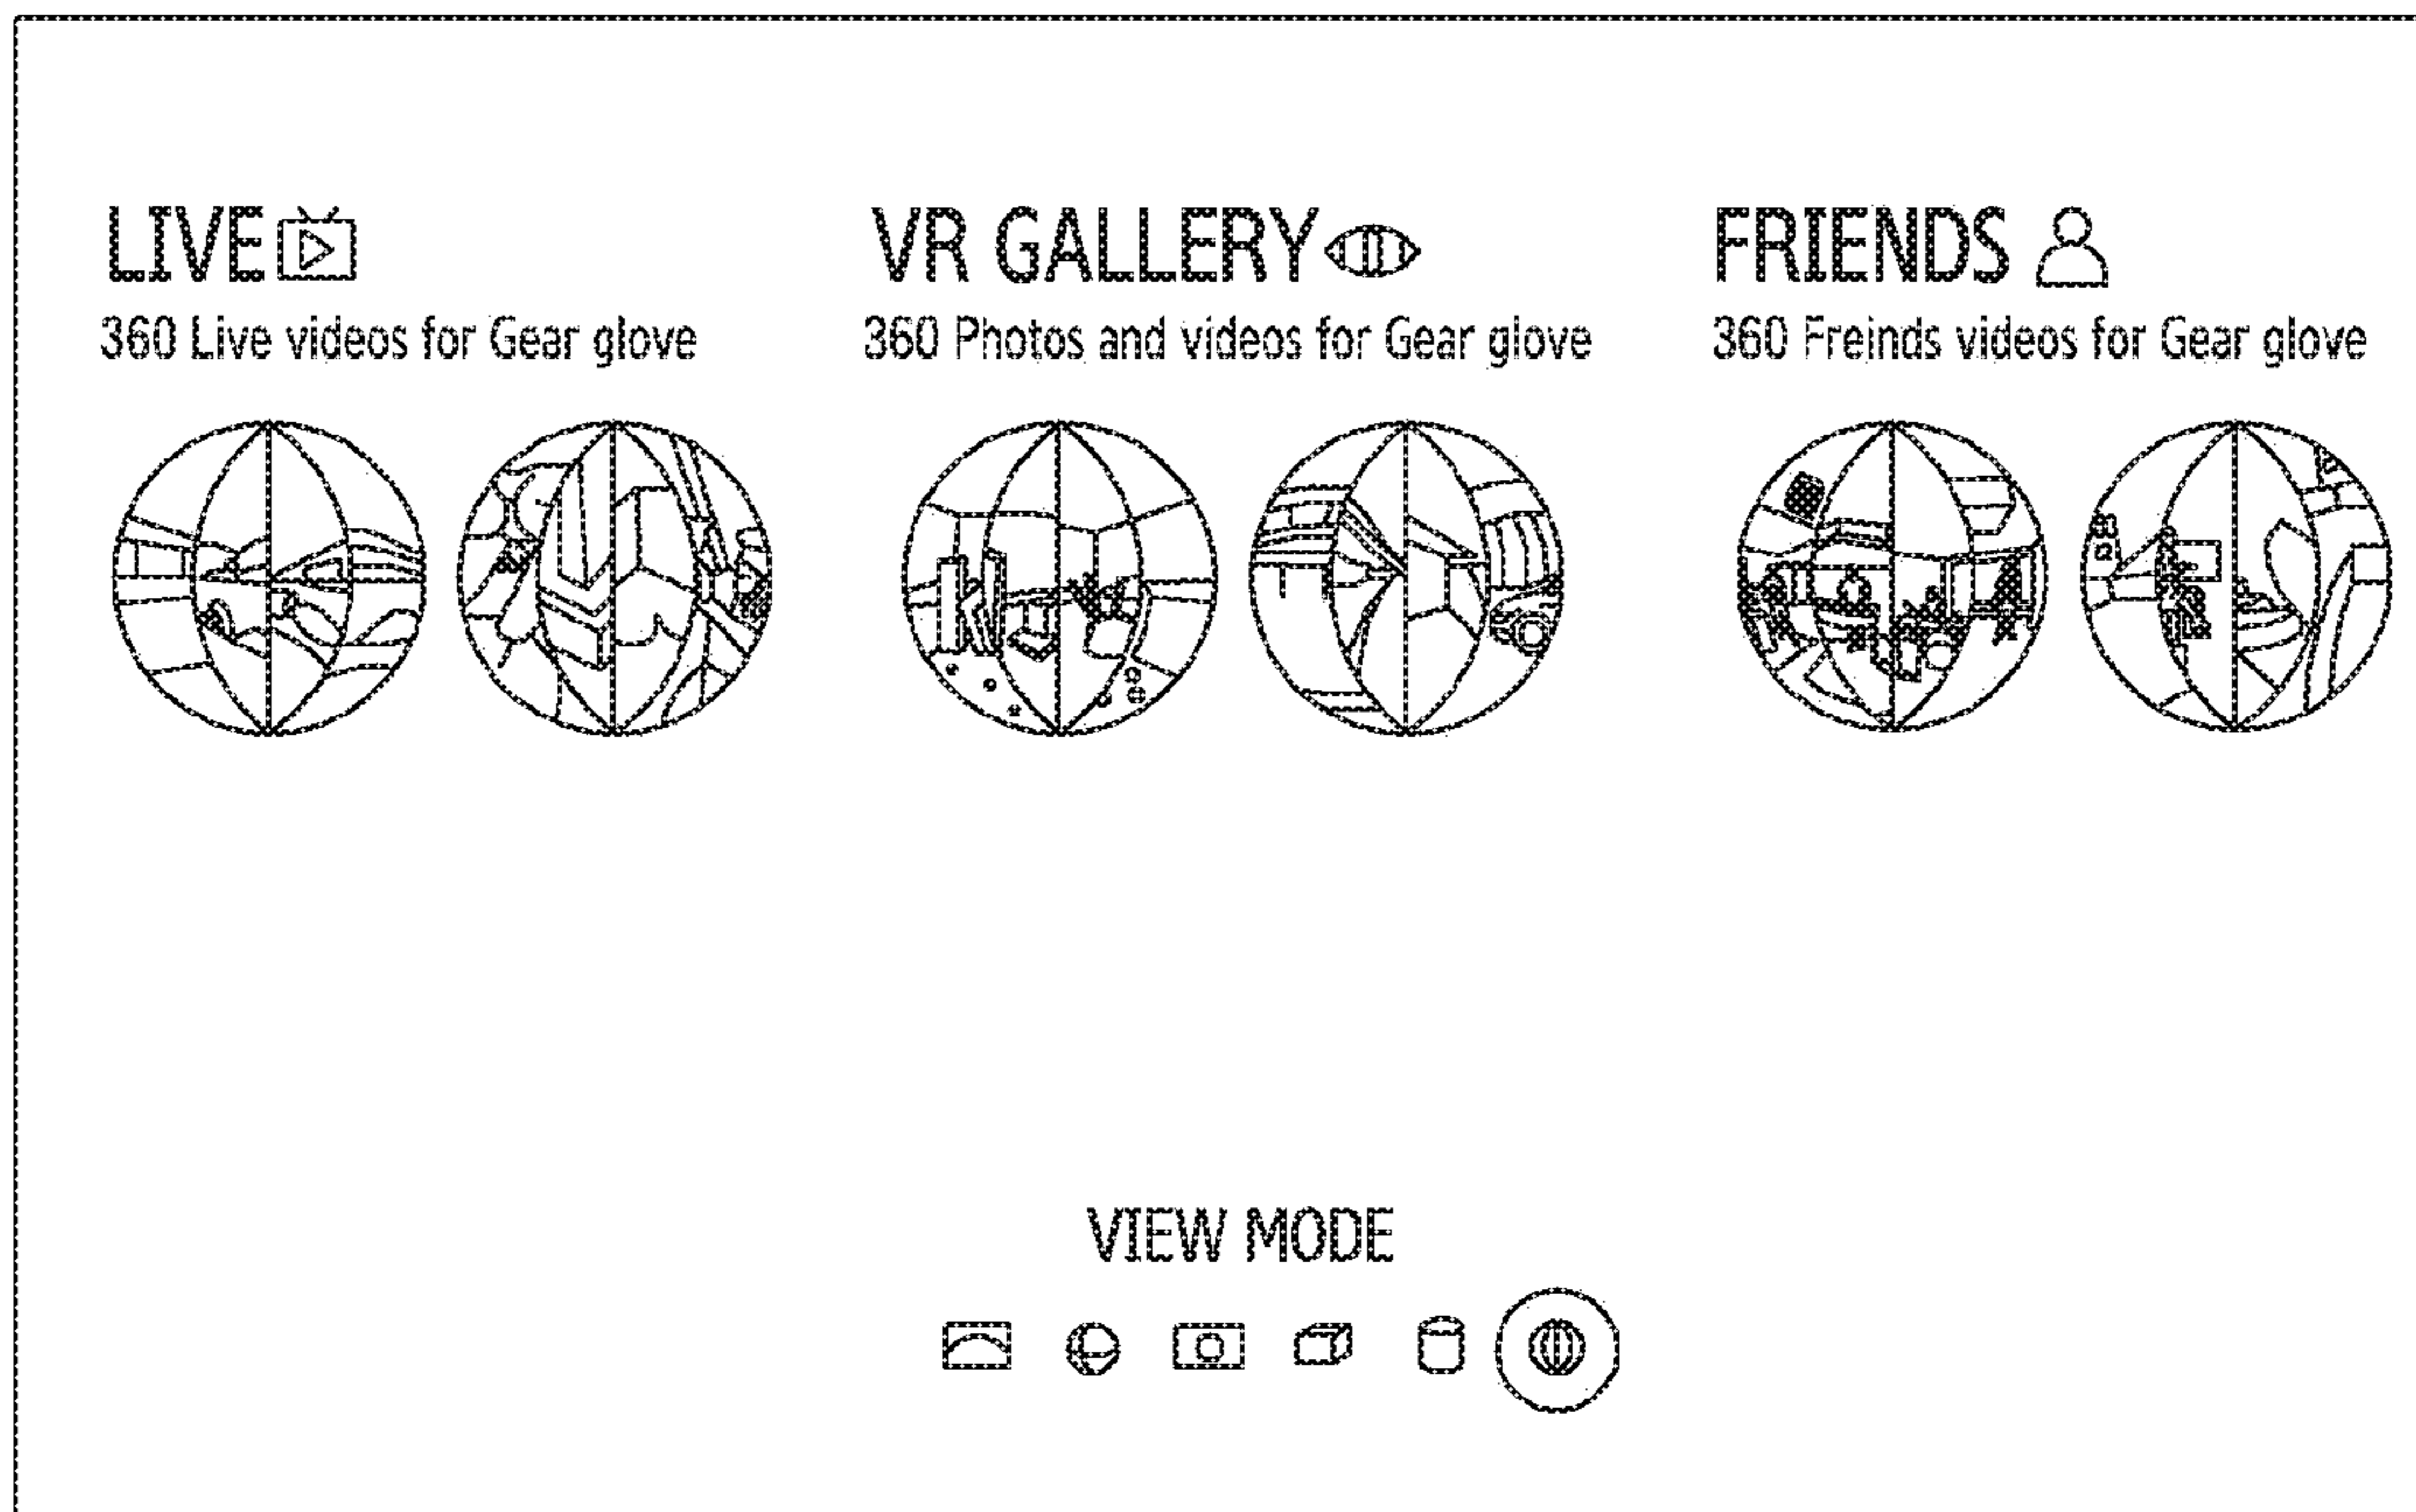 LIVE
360 Live videos for Gear glove
VR GALLERY
360 Photos and videos for Gear glove
FRIENDS
360 Freinds videos for Gear glove
VIEW MODE